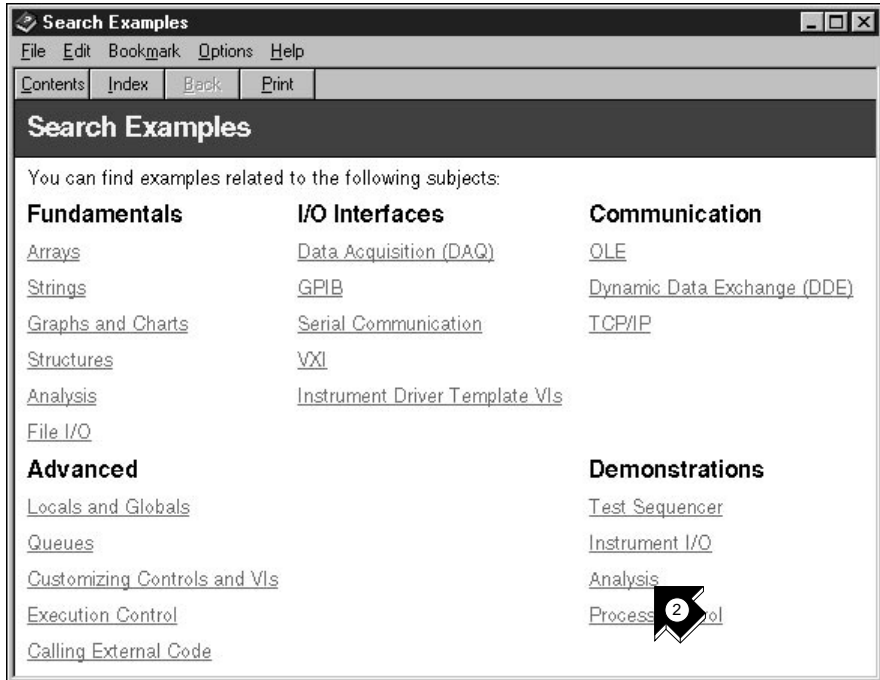 Search Examples
File Edit Bookmark Options Help
Contents Index Back Print
Search Examples
You can find examples related to the following subjects:
Fundamentals
Arrays
Strings
Graphs and Charts
Structures
Analysis
File I/O
I/O Interfaces
Data Acquisition (DAQ)
GPIB
Serial Communication
VXI
Instrument Driver Template VIs
Communication
OLE
Dynamic Data Exchange (DDE)
TCP/IP
Advanced
Locals and Globals
Queues
Customizing Controls and VIs
Execution Control
Calling External Code
Demonstrations
Test Sequencer
Instrument I/O
Analysis
Process
2